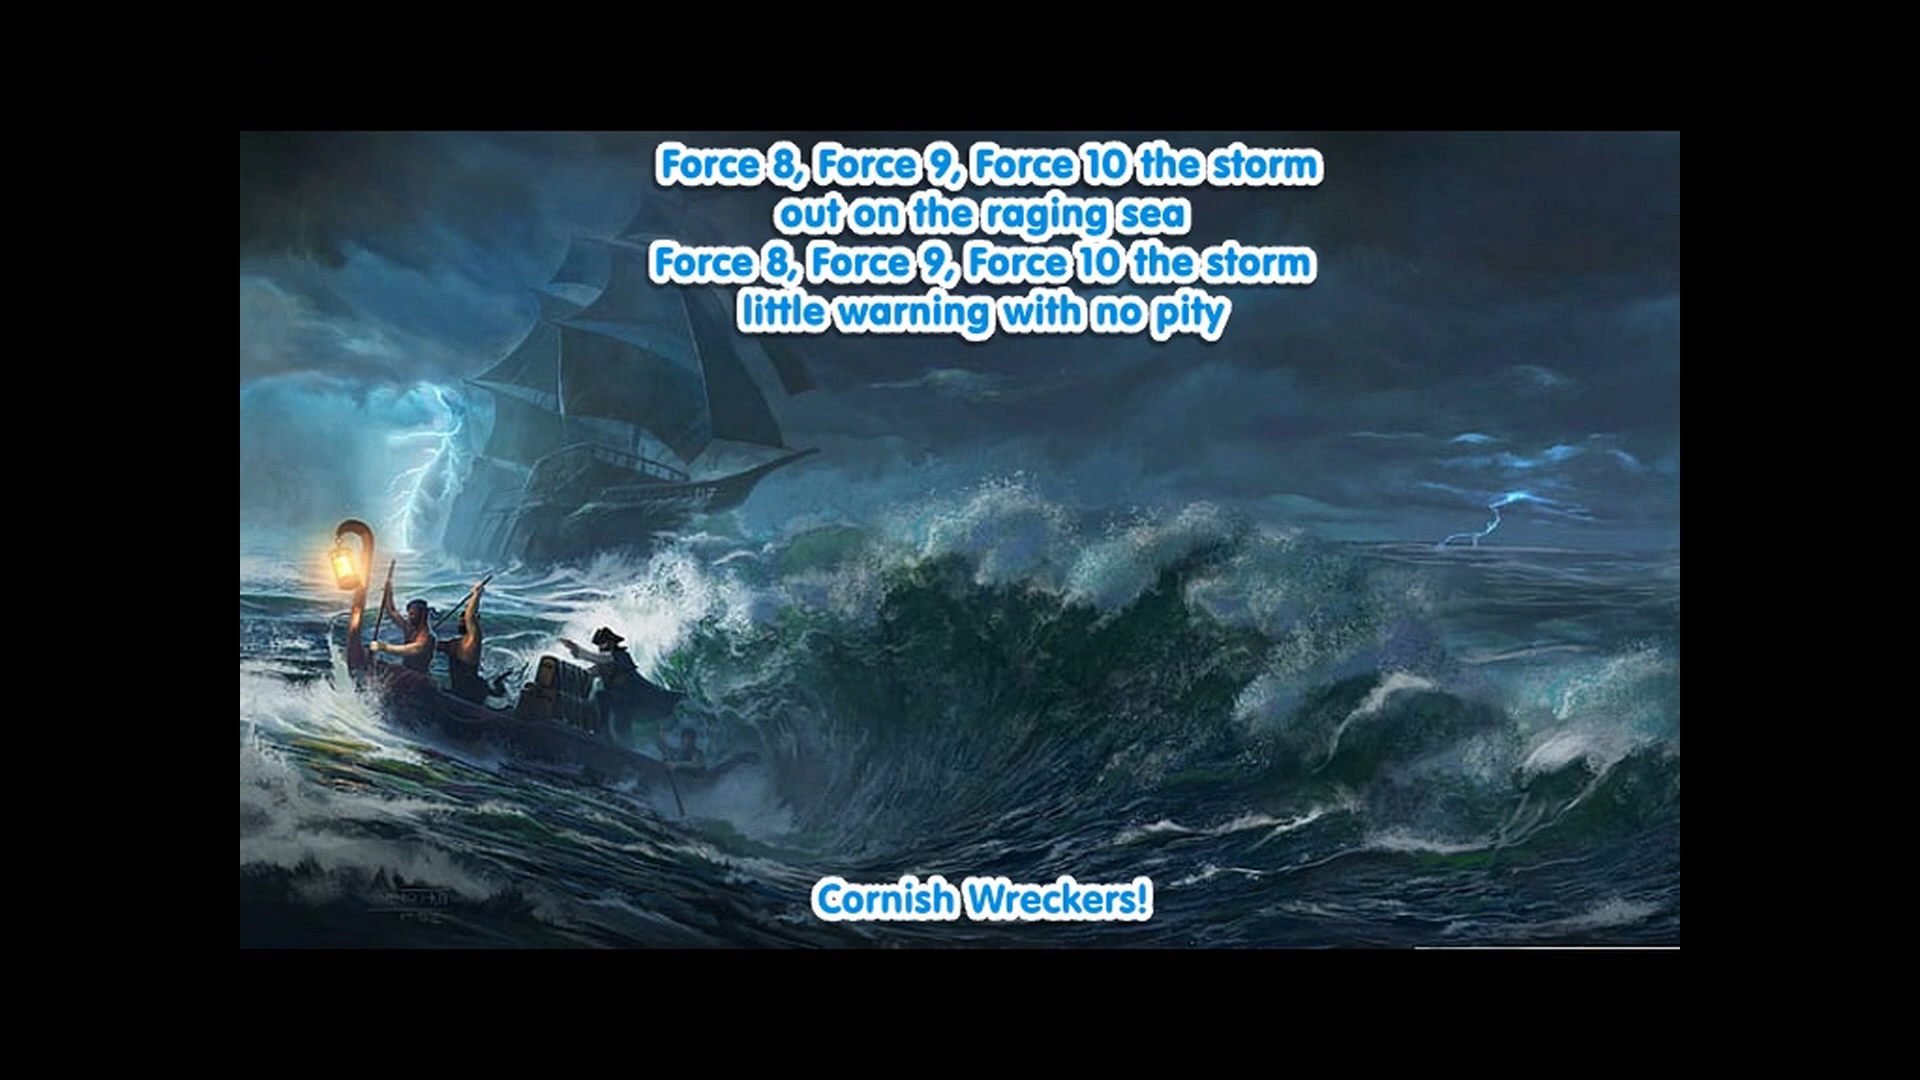 Force 8, Force 9, Force 10 the storm
out on the raging sea
Force 8, Force 9, Force 10 the storm
little warning with no pity
Cornish Wreckers!